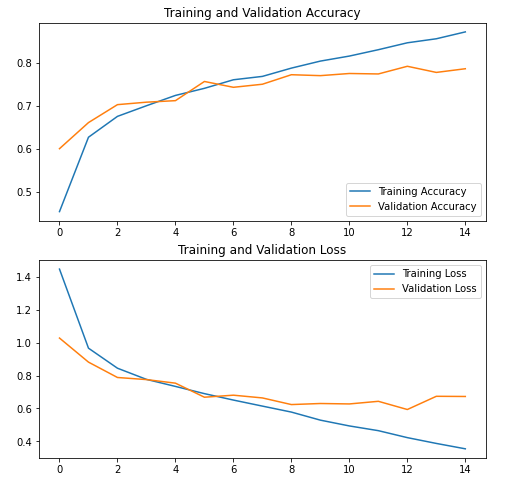 Training and Validation Accuracy
0.8
0.7
0.6
0.5
Training Accuracy
Validation Accuracy
0 2 4 6 8 10 12 14
Training and Validation Loss
1.4
1.2
1.0
0.8
0.6
0.4
Training Loss
Validation Loss
0 2 4 6 8 10 12 14